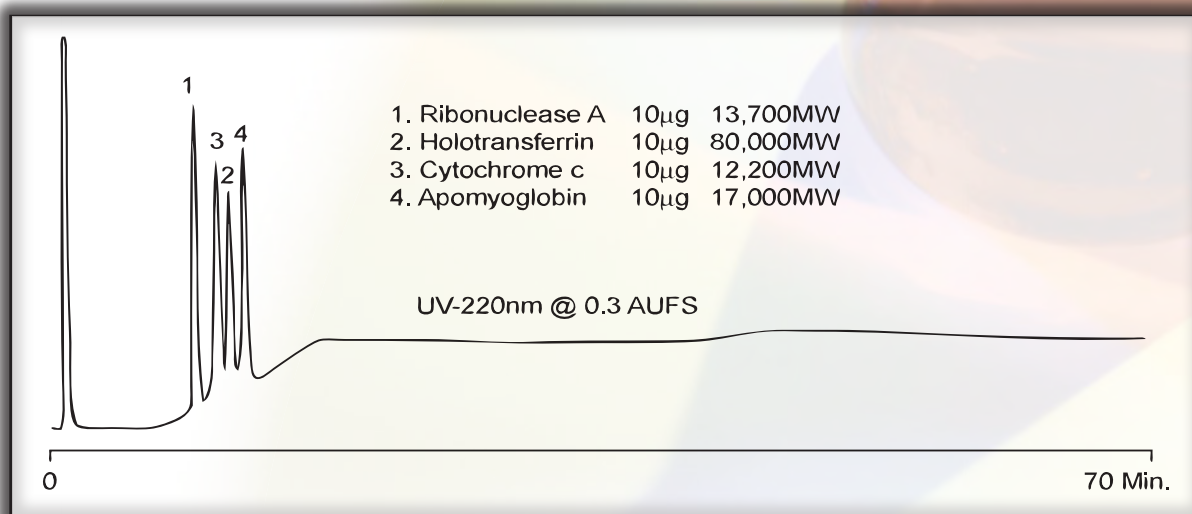 1
3 4
2
1. Ribonuclease A 10μg 13,700MW
2. Holotransferrin 10μg 80,000MW
3. Cytochrome c 10μg 12,200MW
4. Apomyoglobin 10μg 17,000MW
UV-220nm @ 0.3 AUFS
0 70 Min.